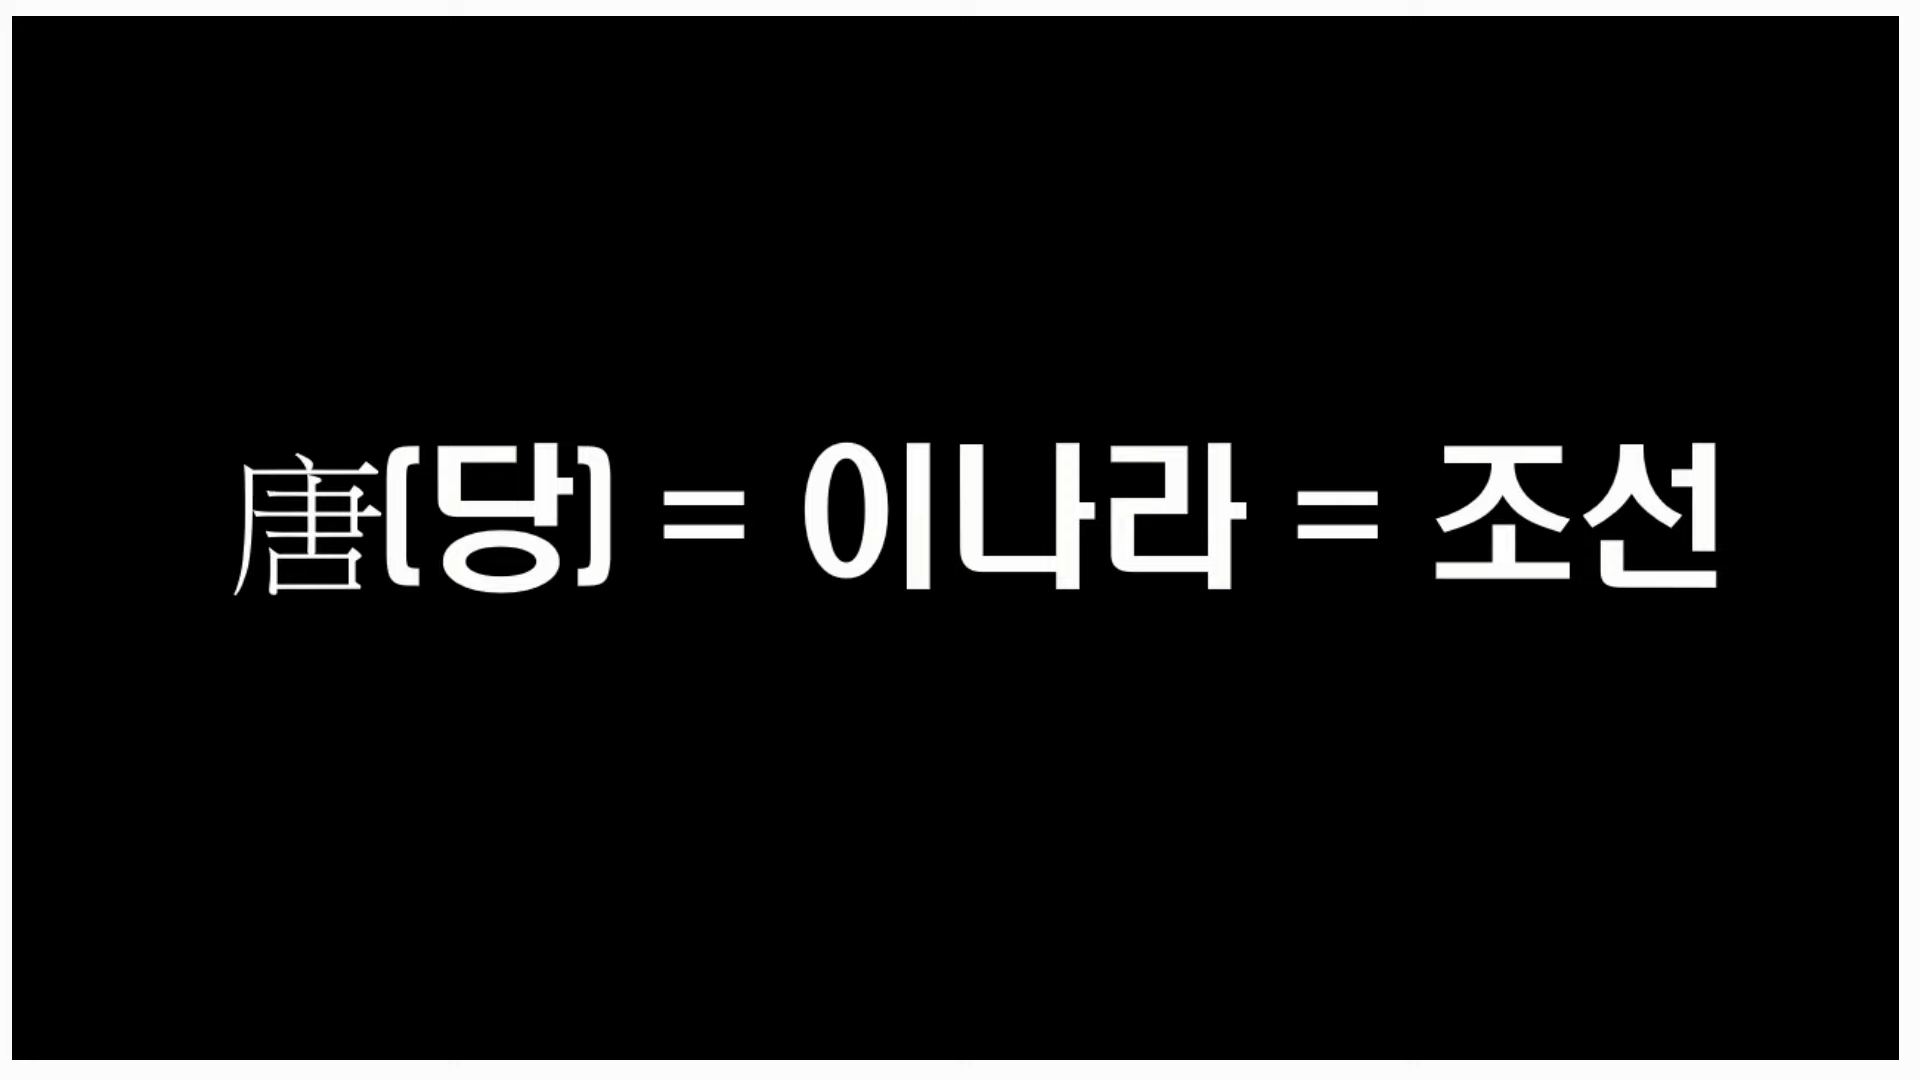 唐(당) = 이나라 = 조선